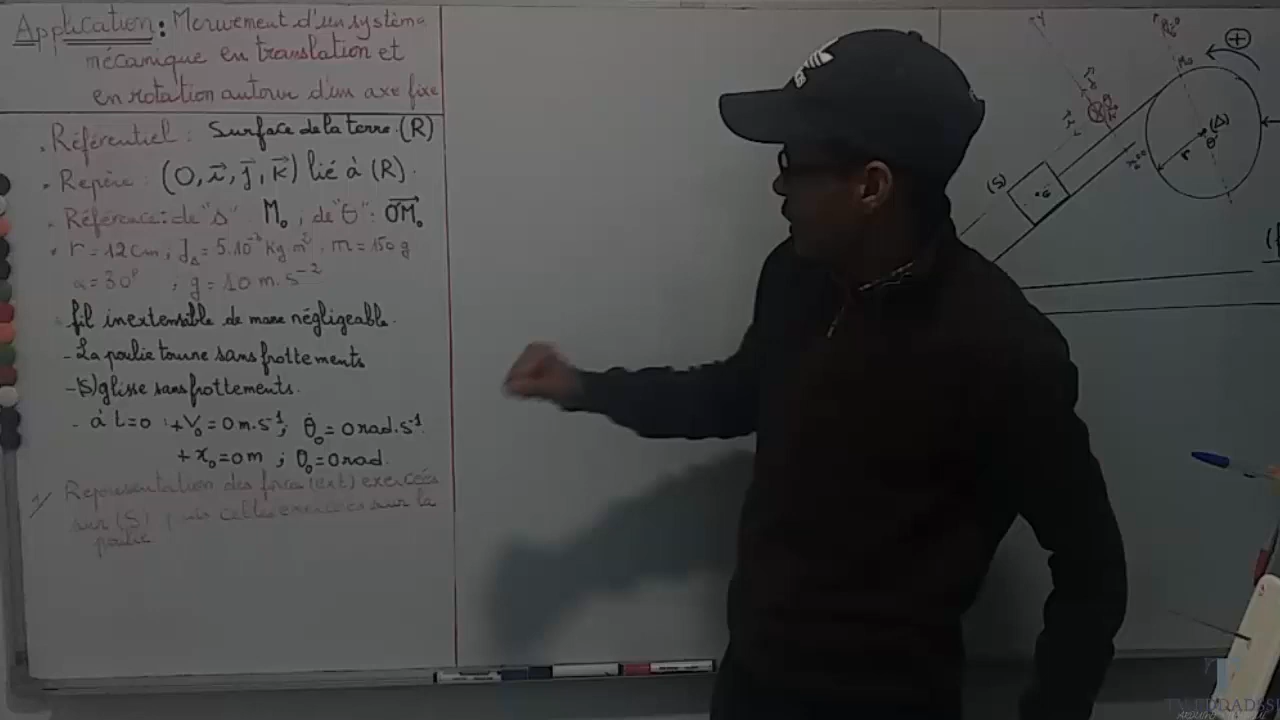 Application : Mouvement d'un système
mécanique en translation et
en rotation autour d'un axe fixe
. Référentiel : Surface de la terre. (R)
. Repère : (O, i⃗, j⃗, k⃗) lié à (R).
. Référence : de "s" M₀ ; de "θ" : OM₀⃗
. r = 12 cm ; J_Δ = 5.10⁻³ Kg m² ; m = 150 g
α = 30° ; g = 10 m.s⁻²
fil inextensible de masse négligeable.
- La poulie tourne sans frottements
- (S) glisse sans frottements.
- à t=0 : + V₀ = 0 m.s⁻¹ ; θ̇₀ = 0 rad.s⁻¹
+ x₀ = 0 m ; θ₀ = 0 rad.
1/ Représentation des forces (ext) exercées
sur (S), celles exercées sur la
poulie
+
(Δ)
r
(S)